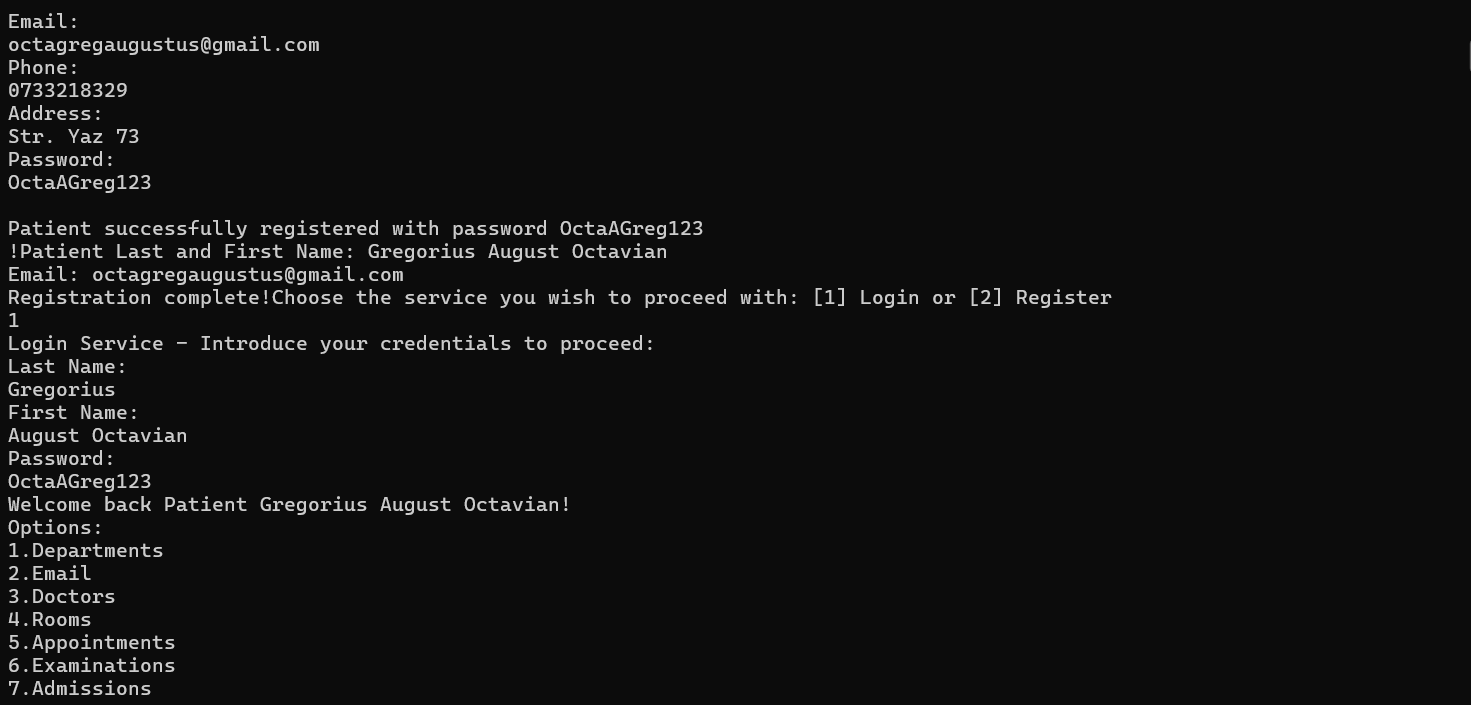 Email:
octagregaugustus@gmail.com
Phone:
0733218329
Address:
Str. Yaz 73
Password:
OctaAGreg123
Patient successfully registered with password OctaAGreg123
!Patient Last and First Name: Gregorius August Octavian
Email: octagregaugustus@gmail.com
Registration complete!Choose the service you wish to proceed with: [1] Login or [2] Register
1
Login Service - Introduce your credentials to proceed:
Last Name:
Gregorius
First Name:
August Octavian
Password:
OctaAGreg123
Welcome back Patient Gregorius August Octavian!
Options:
1.Departments
2.Email
3.Doctors
4.Rooms
5.Appointments
6.Examinations
7.Admissions